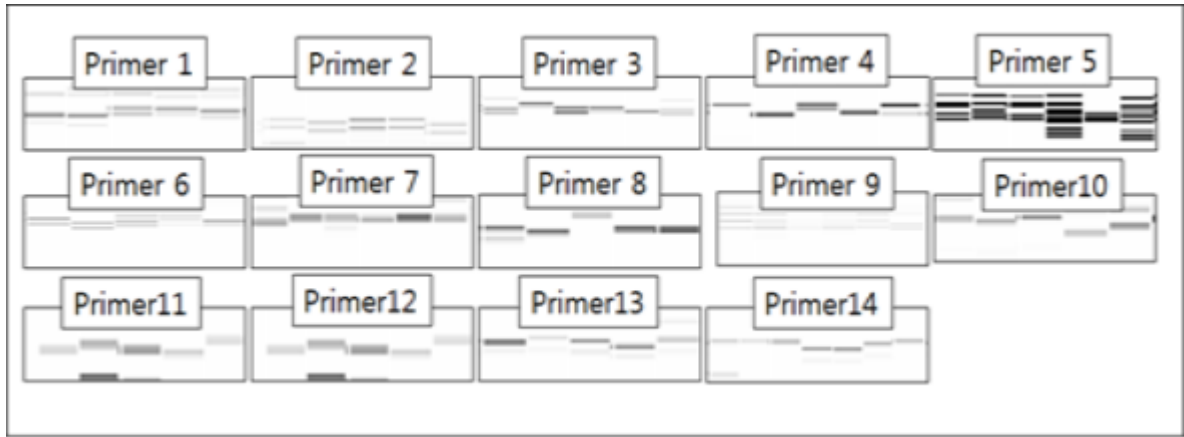 Primer 1
Primer 2
Primer 3
Primer 4
Primer 5
Primer 6
Primer 7
Primer 8
Primer 9
Primer10
Primer11
Primer12
Primer13
Primer14